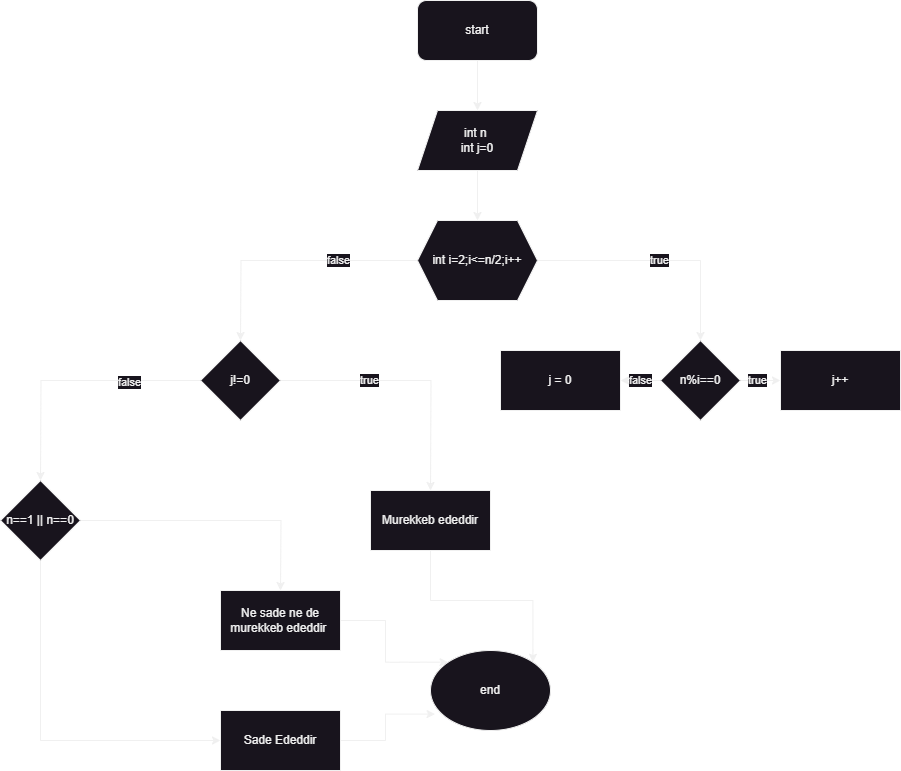 start
int n
int j=0
int i=2;i<=n/2;i++
false
true
j!=0
false
true
j = 0
false
n%i==0
true
j++
n==1 || n==0
Murekkeb ededdir
Ne sade ne de
murekkeb ededdir
end
Sade Ededdir